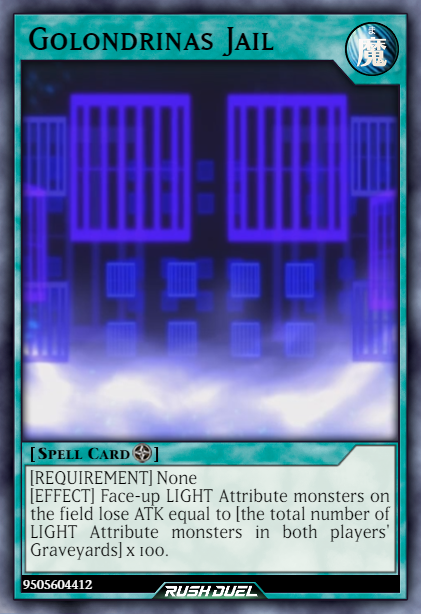 Golondrinas Jail
ま
魔
[Spell Card]
[REQUIREMENT] None
[EFFECT] Face-up LIGHT Attribute monsters on
the field lose ATK equal to [the total number of
LIGHT Attribute monsters in both players'
Graveyards] x 100.
9505604412
RUSH DUEL